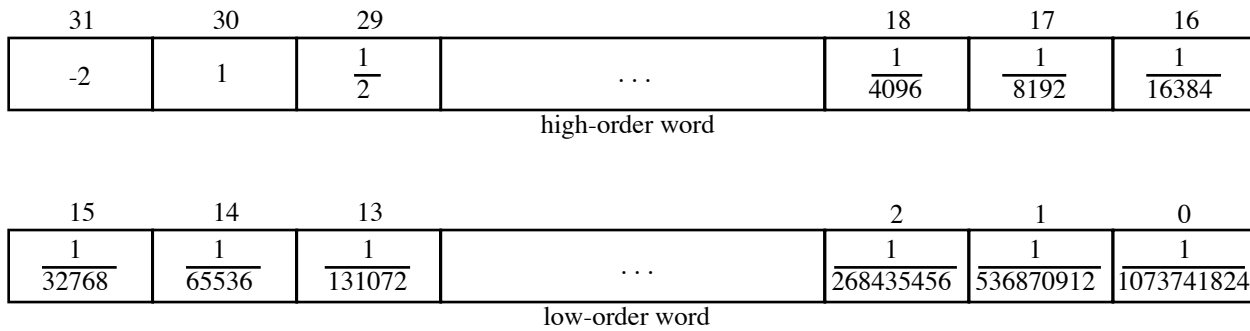 31 30 29 18 17 16
-2 1 1/2 ... 1/4096 1/8192 1/16384
high-order word
15 14 13 2 1 0
1/32768 1/65536 1/131072 ... 1/268435456 1/536870912 1/1073741824
low-order word